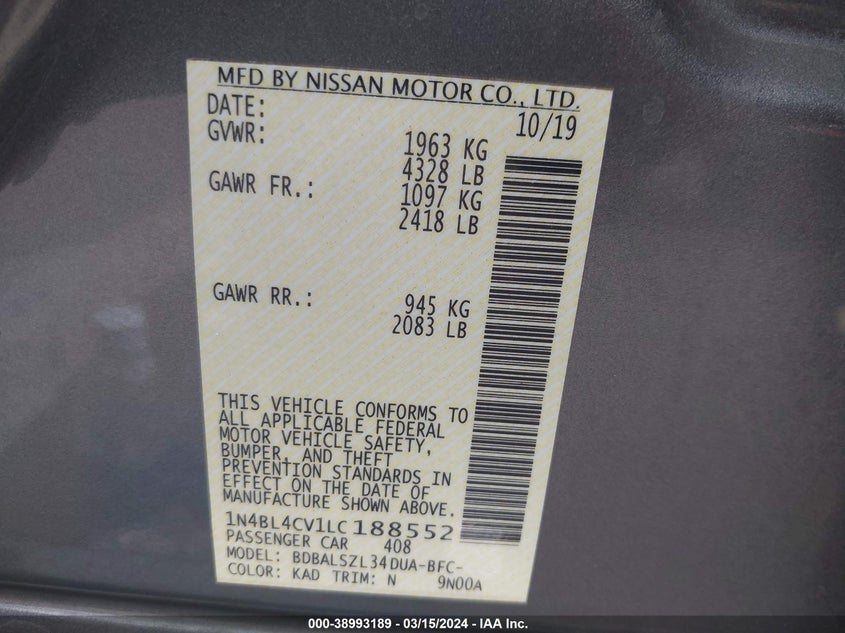 MFD BY NISSAN MOTOR CO., LTD.
DATE: 10/19
GVWR: 1963 KG
4328 LB
GAWR FR.: 1097 KG
2418 LB
GAWR RR.: 945 KG
2083 LB
THIS VEHICLE CONFORMS TO
ALL APPLICABLE FEDERAL
MOTOR VEHICLE SAFETY,
BUMPER, AND THEFT
PREVENTION STANDARDS IN
EFFECT ON THE DATE OF
MANUFACTURE SHOWN ABOVE.
1N4BL4CV1LC188552
PASSENGER CAR 408
MODEL: BDBALSZL34DUA-BFC-
COLOR: KAD TRIM: N 9N00A
000-38993189 - 03/15/2024 - IAA Inc.